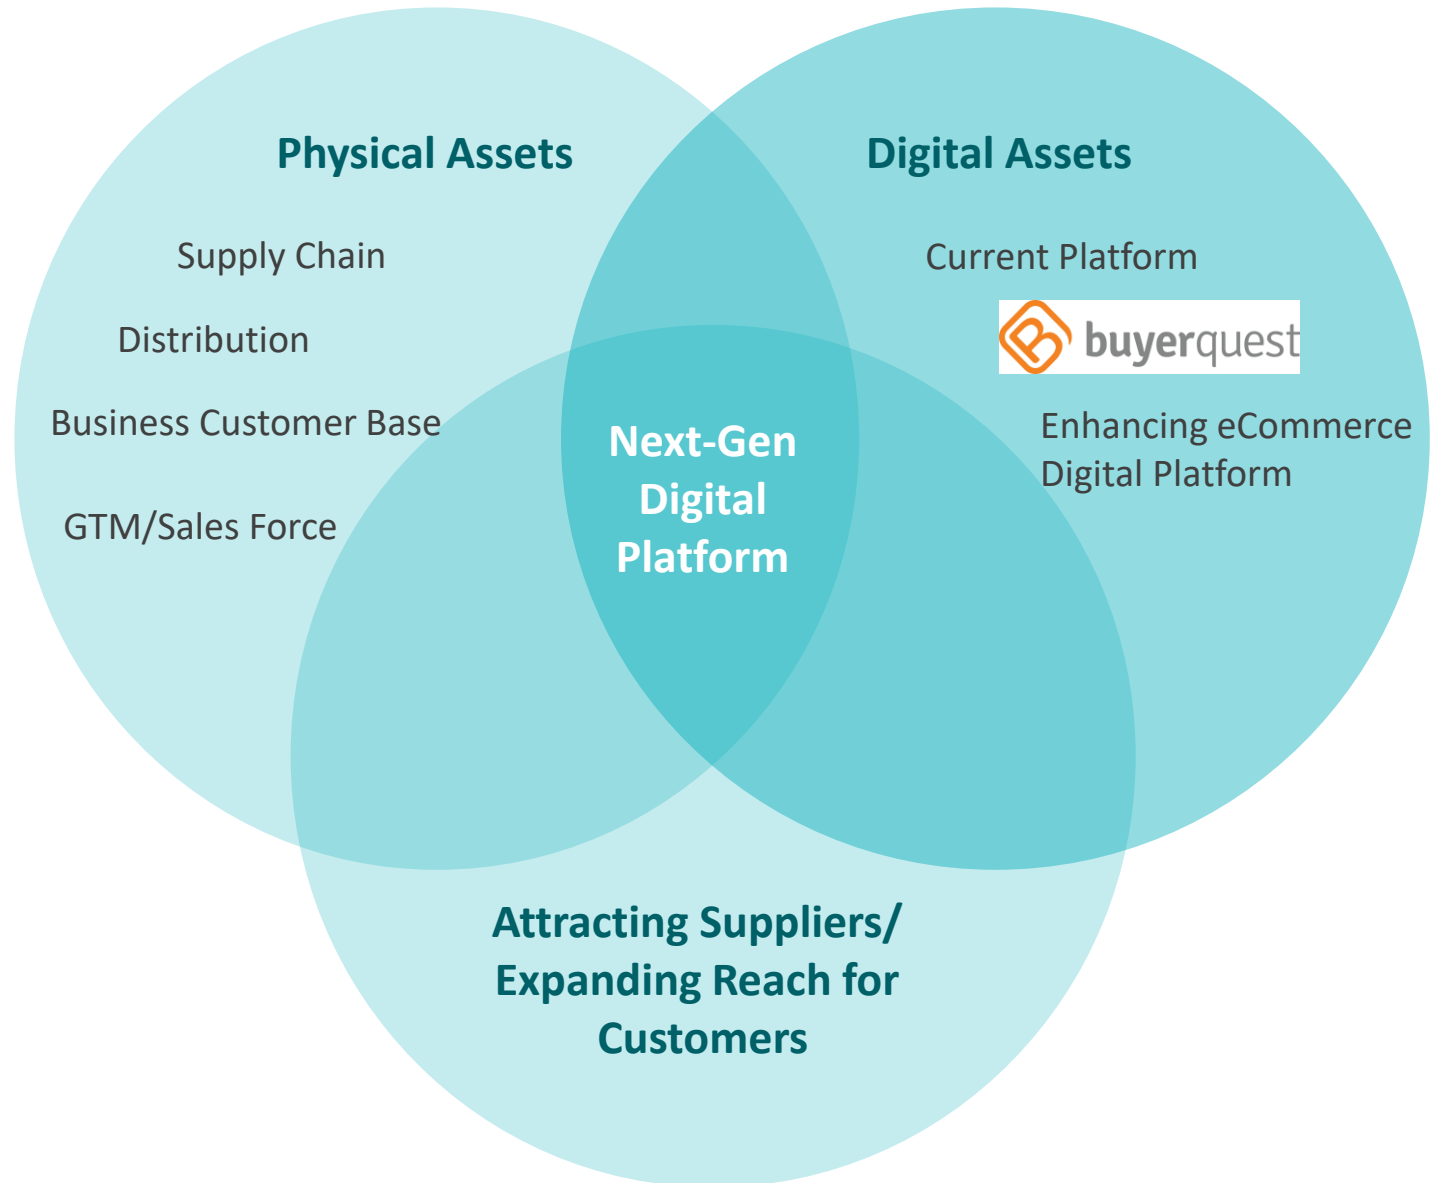 Physical Assets
Supply Chain
Distribution
Business Customer Base
GTM/Sales Force
Digital Assets
Current Platform
buyerquest
Enhancing eCommerce
Digital Platform
Next-Gen
Digital
Platform
Attracting Suppliers/
Expanding Reach for
Customers